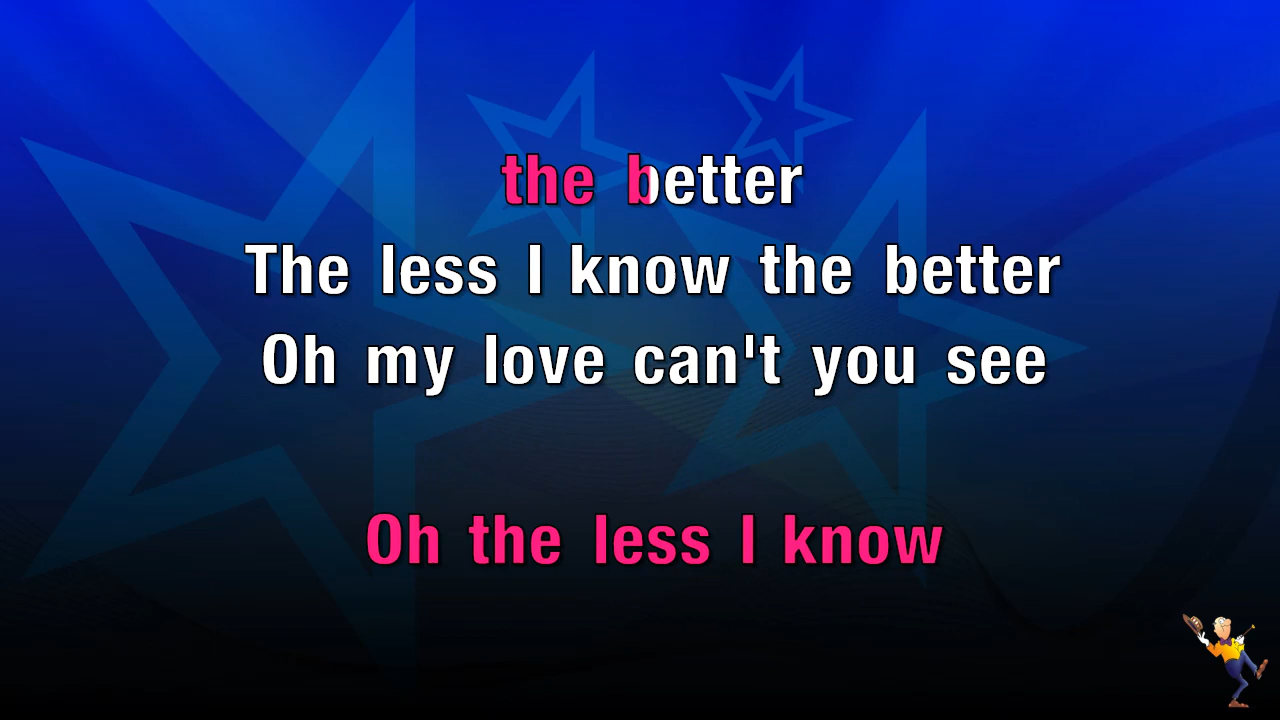 the better
The less I know the better
Oh my love can't you see
Oh the less I know